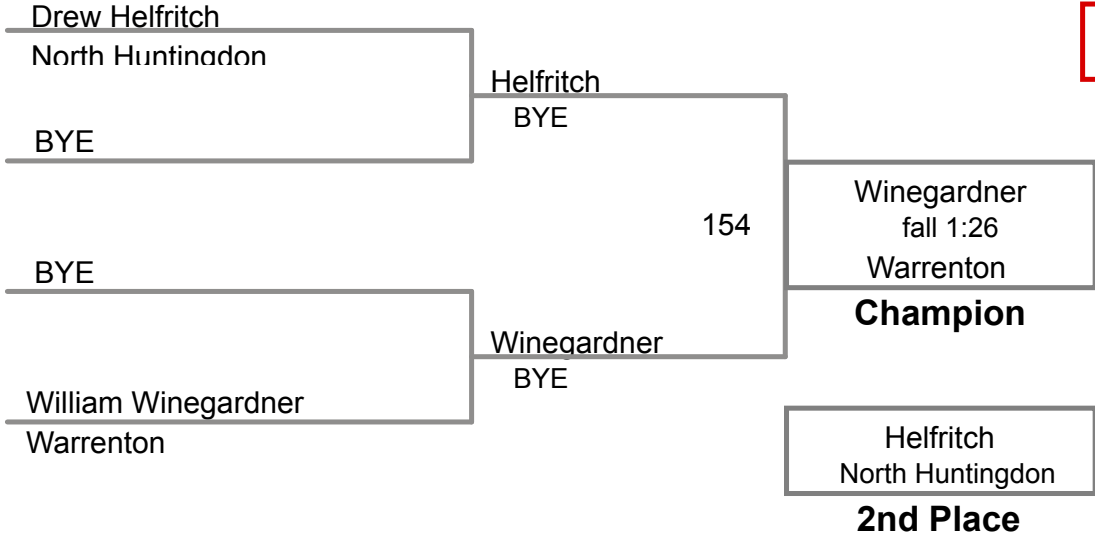 Drew Helfritch
North Huntingdon
Helfritch
BYE
BYE
154
Winegardner
fall 1:26
Warrenton
Champion
BYE
Winegardner
BYE
William Winegardner
Warrenton
Helfritch
North Huntingdon
2nd Place